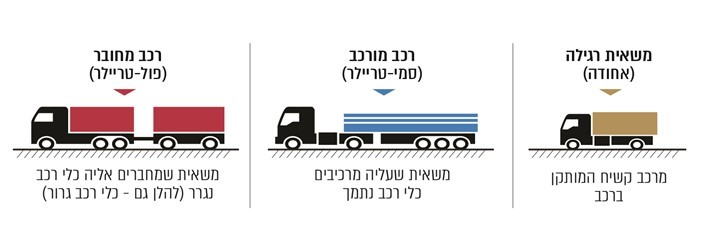 משאית רגילה
(אחודה)
מרכב קשיח המותקן
ברכב
רכב מורכב
(סמי-טריילר)
משאית שעליה מרכיבים
כלי רכב נתמך
רכב מחובר
(פול-טריילר)
משאית שמחברים אליה כלי רכב
נגרר (להלן גם - כלי רכב גרור)